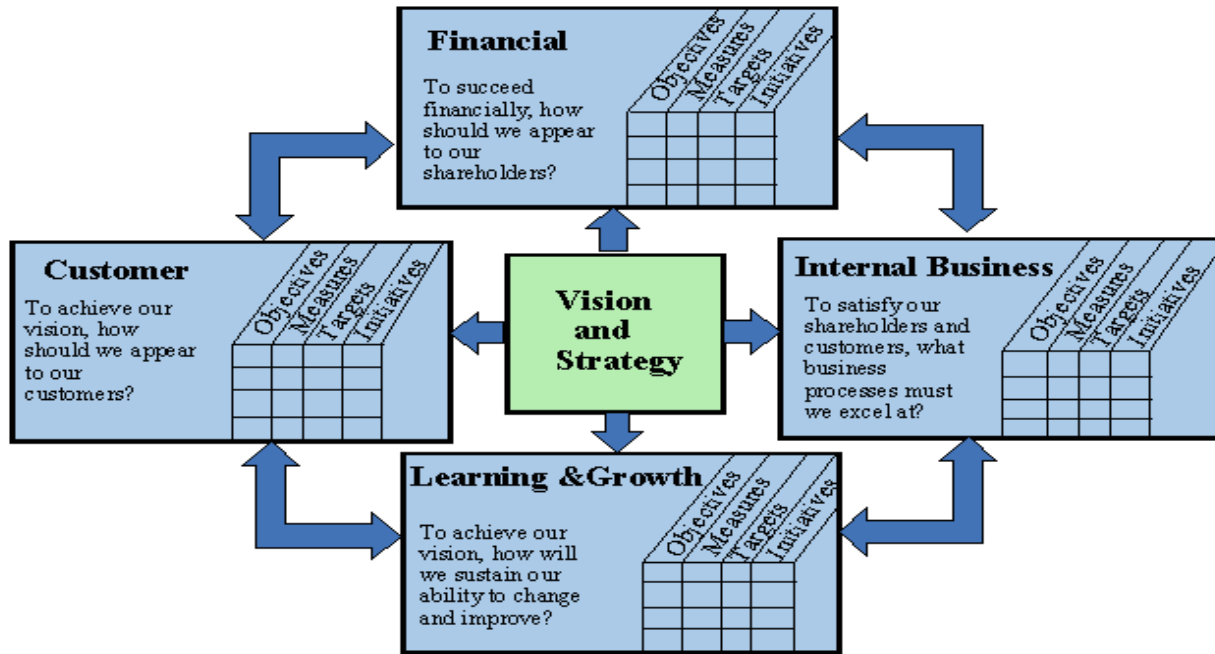 Financial
To succeed
financially, how
should we appear
to our
shareholders?
Objectives
Measures
Targets
Initiatives
Customer
To achieve our
vision, how
should we appear
to our
customers?
Objectives
Measures
Targets
Initiatives
Vision
and
Strategy
Internal Business
To satisfy our
shareholders and
customers, what
business
processes must
we excel at?
Objectives
Measures
Targets
Initiatives
Learning &Growth
To achieve our
vision, how will
we sustain our
ability to change
and improve?
Objectives
Measures
Targets
Initiatives